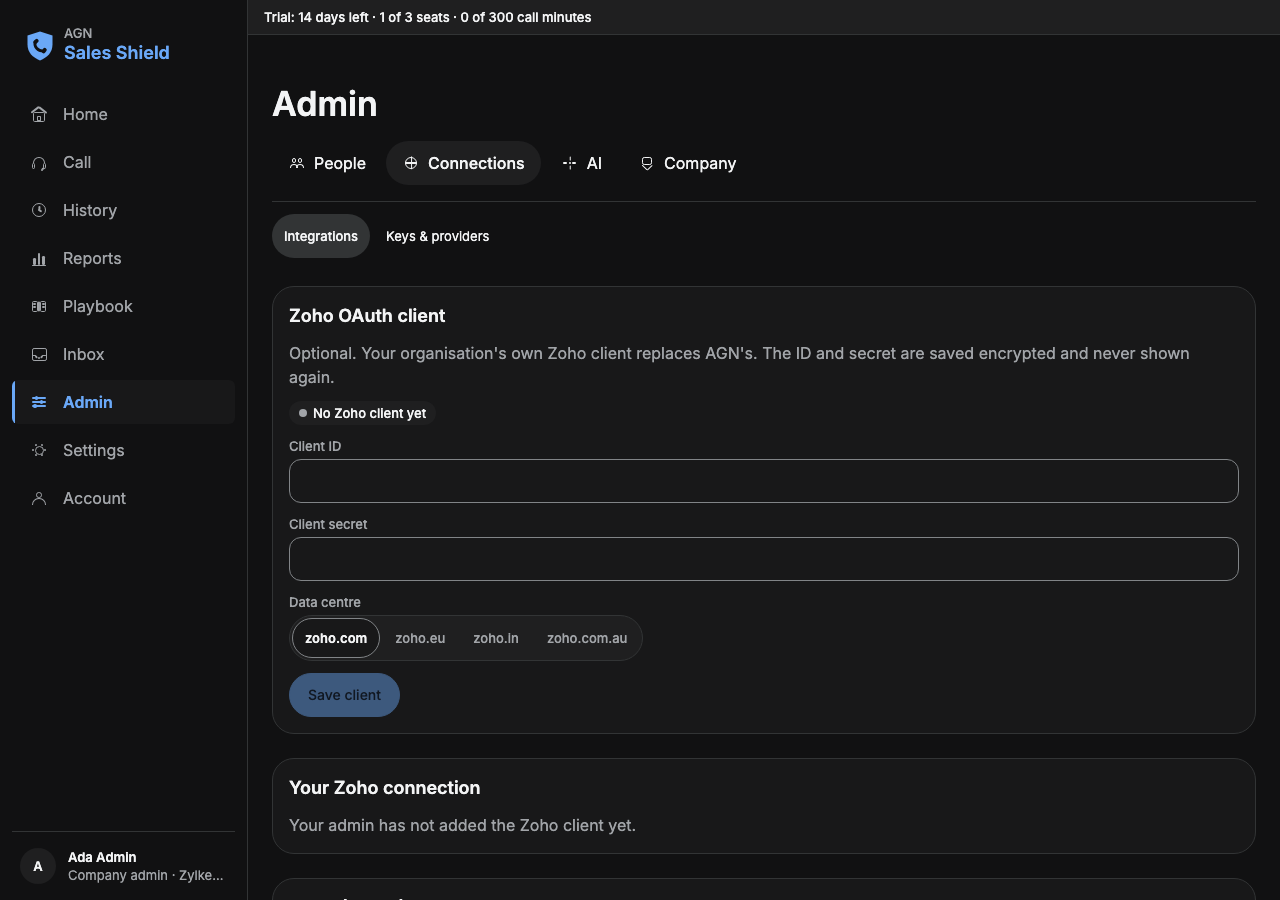 Trial: 14 days left · 1 of 3 seats · 0 of 300 call minutes
AGN
Sales Shield
Home
Call
History
Reports
Playbook
Inbox
Admin
Settings
Account
Ada Admin
Company admin · Zylke...
Admin
People
Connections
AI
Company
Integrations
Keys & providers
Zoho OAuth client
Optional. Your organisation's own Zoho client replaces AGN's. The ID and secret are saved encrypted and never shown
again.
No Zoho client yet
Client ID
Client secret
Data centre
zoho.com
zoho.eu
zoho.in
zoho.com.au
Save client
Your Zoho connection
Your admin has not added the Zoho client yet.
A